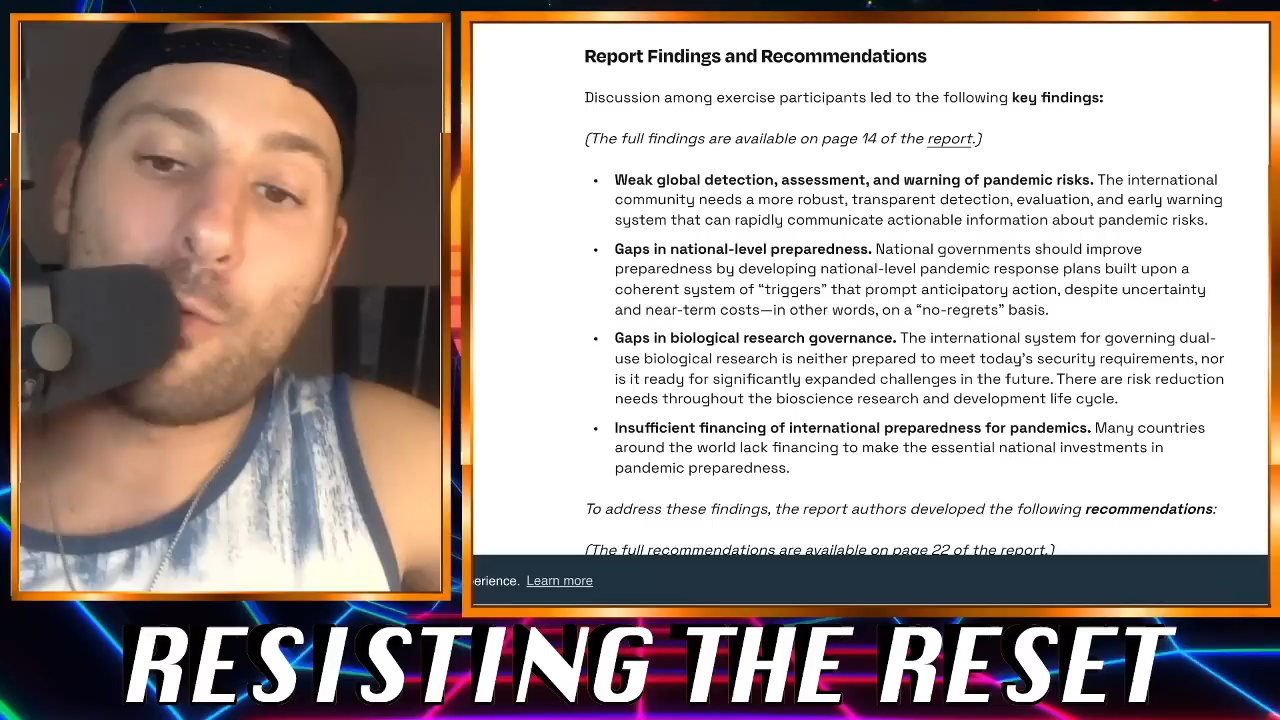 Report Findings and Recommendations
Discussion among exercise participants led to the following key findings:
(The full findings are available on page 14 of the report.)
• Weak global detection, assessment, and warning of pandemic risks. The international
community needs a more robust, transparent detection, evaluation, and early warning
system that can rapidly communicate actionable information about pandemic risks.
• Gaps in national-level preparedness. National governments should improve
preparedness by developing national-level pandemic response plans built upon a
coherent system of “triggers” that prompt anticipatory action, despite uncertainty
and near-term costs—in other words, on a “no-regrets” basis.
• Gaps in biological research governance. The international system for governing dual-
use biological research is neither prepared to meet today’s security requirements, nor
is it ready for significantly expanded challenges in the future. There are risk reduction
needs throughout the bioscience research and development life cycle.
• Insufficient financing of international preparedness for pandemics. Many countries
around the world lack financing to make the essential national investments in
pandemic preparedness.
To address these findings, the report authors developed the following recommendations:
(The full recommendations are available on page 22 of the report.)
erience. Learn more
RESISTING THE RESET